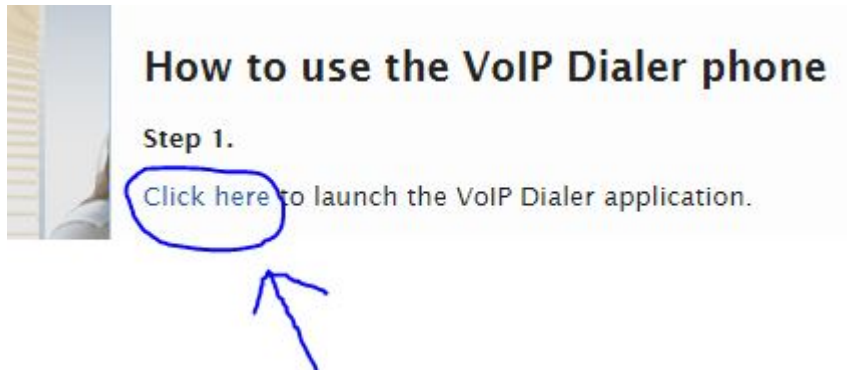 How to use the VoIP Dialer phone
Step 1.
Click here to launch the VoIP Dialer application.